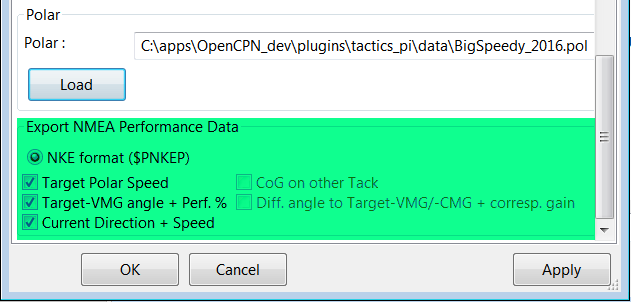 Polar
Polar : C:\apps\OpenCPN_dev\plugins\tactics_pi\data\BigSpeedy_2016.pol
Load
Export NMEA Performance Data
NKE format ($PNKEP)
Target Polar Speed CoG on other Tack
Target-VMG angle + Perf. % Diff. angle to Target-VMG/-CMG + corresp. gain
Current Direction + Speed
OK Cancel Apply